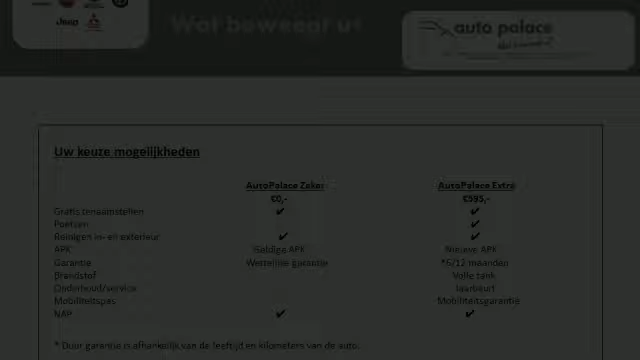 Jeep
Wat beweegt u?
auto palace
Uw keuze mogelijkheden
AutoPalace Zeker AutoPalace Extra
€0,- €595,-
Gratis tenaamstellen ✔ ✔
Poetsen ✔
Reinigen in- en exterieur ✔ ✔
APK Geldige APK Nieuwe APK
Garantie Wettelijke garantie *6/12 maanden
Brandstof Volle tank
Onderhoud/service Jaarbeurt
Mobiliteitspas Mobiliteitsgarantie
NAP ✔ ✔
* Duur garantie is afhankelijk van de leeftijd en kilometers van de auto.